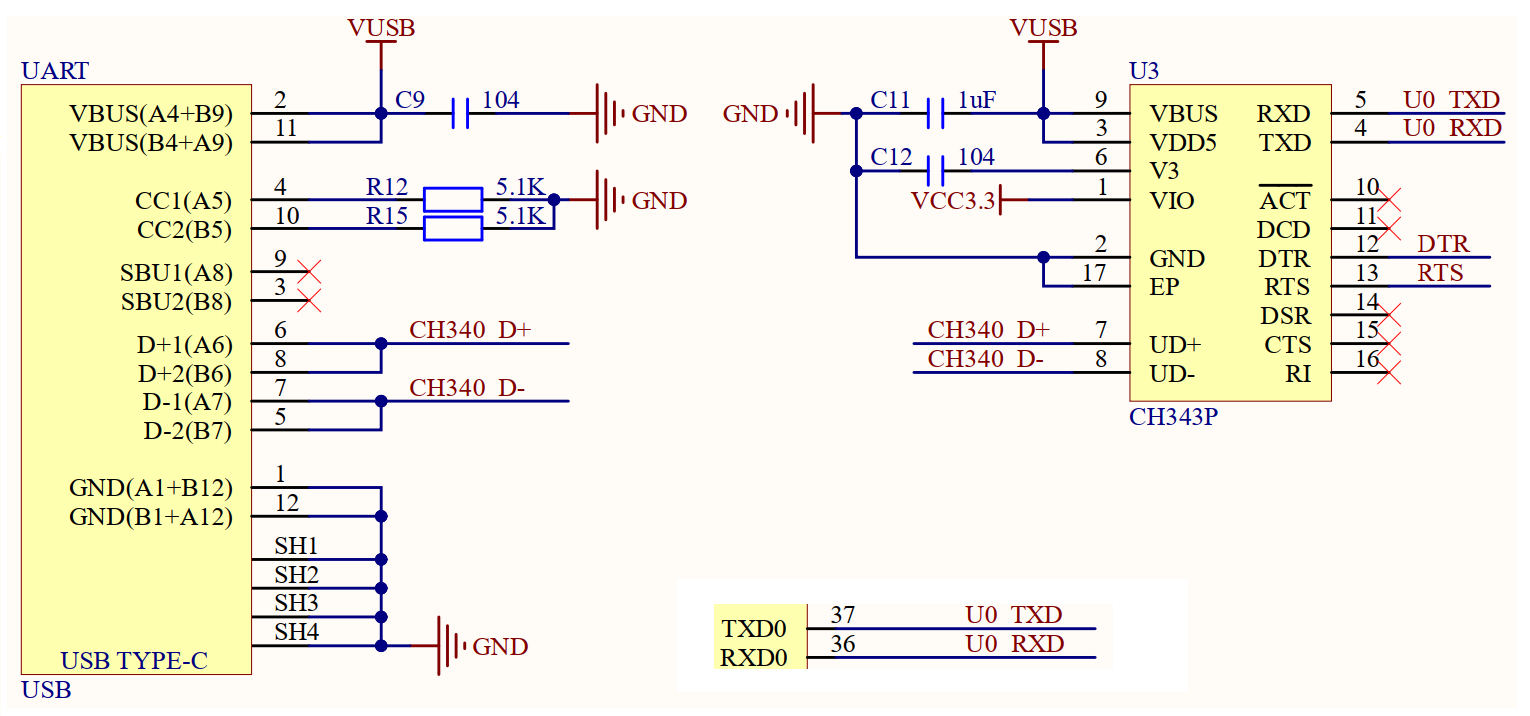 VUSB
UART
VBUS(A4+B9) 2 C9 104 GND
VBUS(B4+A9) 11
CC1(A5) 4 R12 5.1K GND
CC2(B5) 10 R15 5.1K
SBU1(A8) 9
SBU2(B8) 3
D+1(A6) 6 CH340 D+
D+2(B6) 8
D-1(A7) 7 CH340 D-
D-2(B7) 5
GND(A1+B12) 1
GND(B1+A12) 12
SH1
SH2
SH3
SH4 GND
USB TYPE-C
USB
VUSB
U3
GND C11 1uF 9 VBUS RXD 5 U0 TXD
3 VDD5 TXD 4 U0 RXD
C12 104 6 V3
VCC3.3 1 VIO ACT 10
DCD 11
2 GND DTR 12 DTR
17 EP RTS 13 RTS
DSR 14
CH340 D+ 7 UD+ CTS 15
CH340 D- 8 UD- RI 16
CH343P
TXD0 37 U0 TXD
RXD0 36 U0 RXD